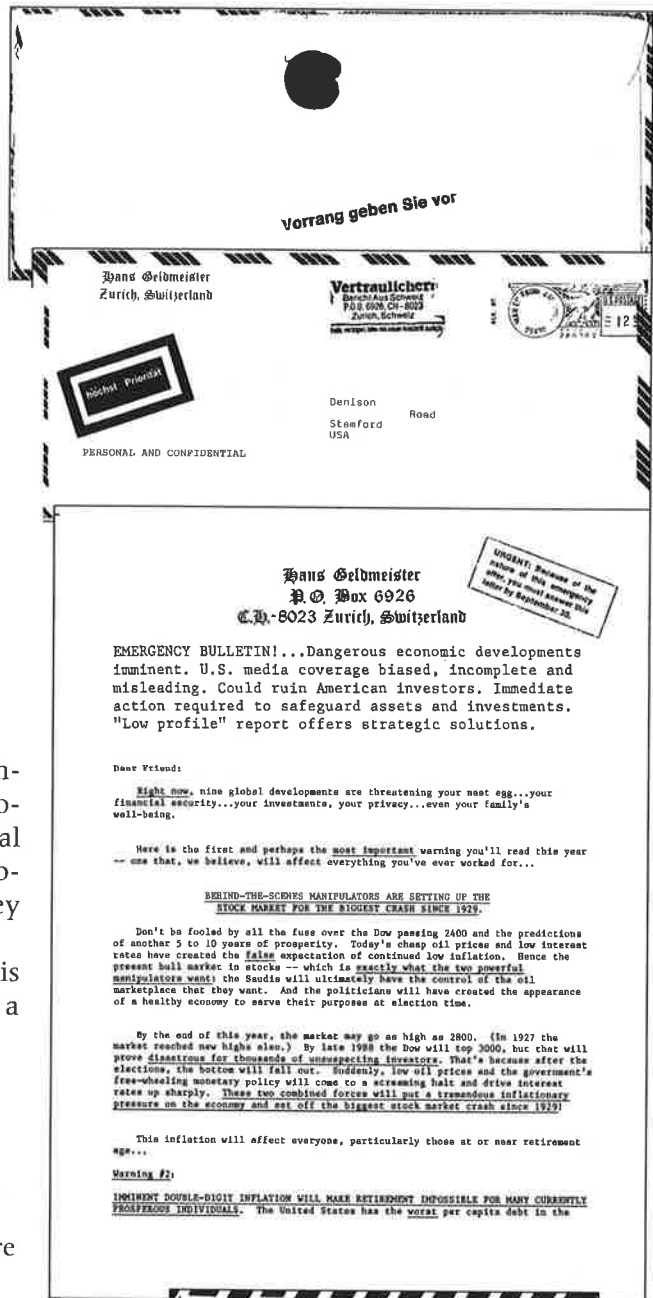 Vorrang geben Sie vor
Hans Geldmeister
Zurich, Switzerland
Vertraulicher:
Bericht Aus Schweiz
P.O.B. 6926, CH-8023
Zurich, Schweiz
höchst Priorität
Denison
Road
Stamford
USA
PERSONAL AND CONFIDENTIAL
Hans Geldmeister
P.O. Box 6926
C.H.-8023 Zurich, Switzerland
URGENT: Because of the
nature of this emergency
offer, you must answer this
letter by September 30.
EMERGENCY BULLETIN!...Dangerous economic developments
imminent. U.S. media coverage biased, incomplete and
misleading. Could ruin American investors. Immediate
action required to safeguard assets and investments.
"Low profile" report offers strategic solutions.
Dear Friend:
Right now, nine global developments are threatening your nest egg...your
financial security...your investments, your privacy...even your family's
well-being.
Here is the first and perhaps the most important warning you'll read this year
-- one that, we believe, will affect everything you've ever worked for...
BEHIND-THE-SCENES MANIPULATORS ARE SETTING UP THE
STOCK MARKET FOR THE BIGGEST CRASH SINCE 1929.
Don't be fooled by all the fuss over the Dow passing 2400 and the predictions
of another 5 to 10 years of prosperity. Today's cheap oil prices and low interest
rates have created the false expectation of continued low inflation. Hence the
present bull market in stocks -- which is exactly what the two powerful
manipulators want: the Saudis will ultimately have the control of the oil
marketplace that they want. And the politicians will have created the appearance
of a healthy economy to serve their purposes at election time.
By the end of this year, the market may go as high as 2800. (In 1927 the
market reached new highs also.) By late 1988 the Dow will top 3000, but that will
prove disastrous for thousands of unsuspecting investors. That's because after the
elections, the bottom will fall out. Suddenly, low oil prices and the government's
free-wheeling monetary policy will come to a screaming halt and drive interest
rates up sharply. These two combined forces will put a tremendous inflationary
pressure on the economy and set off the biggest stock market crash since 1929!
This inflation will affect everyone, particularly those at or near retirement
age...
Warning #2:
IMMINENT DOUBLE-DIGIT INFLATION WILL MAKE RETIREMENT IMPOSSIBLE FOR MANY CURRENTLY
PROSPEROUS INDIVIDUALS. The United States has the worst per capita debt in the
n-
o-
al
o-
ey
is
a
re